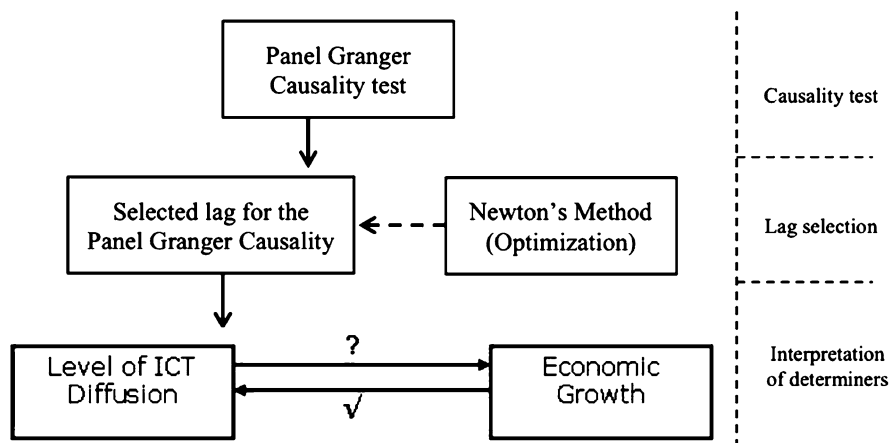 Panel Granger
Causality test
Causality test
Selected lag for the
Panel Granger Causality
Newton's Method
(Optimization)
Lag selection
Level of ICT
Diffusion
?
√
Economic
Growth
Interpretation
of determiners